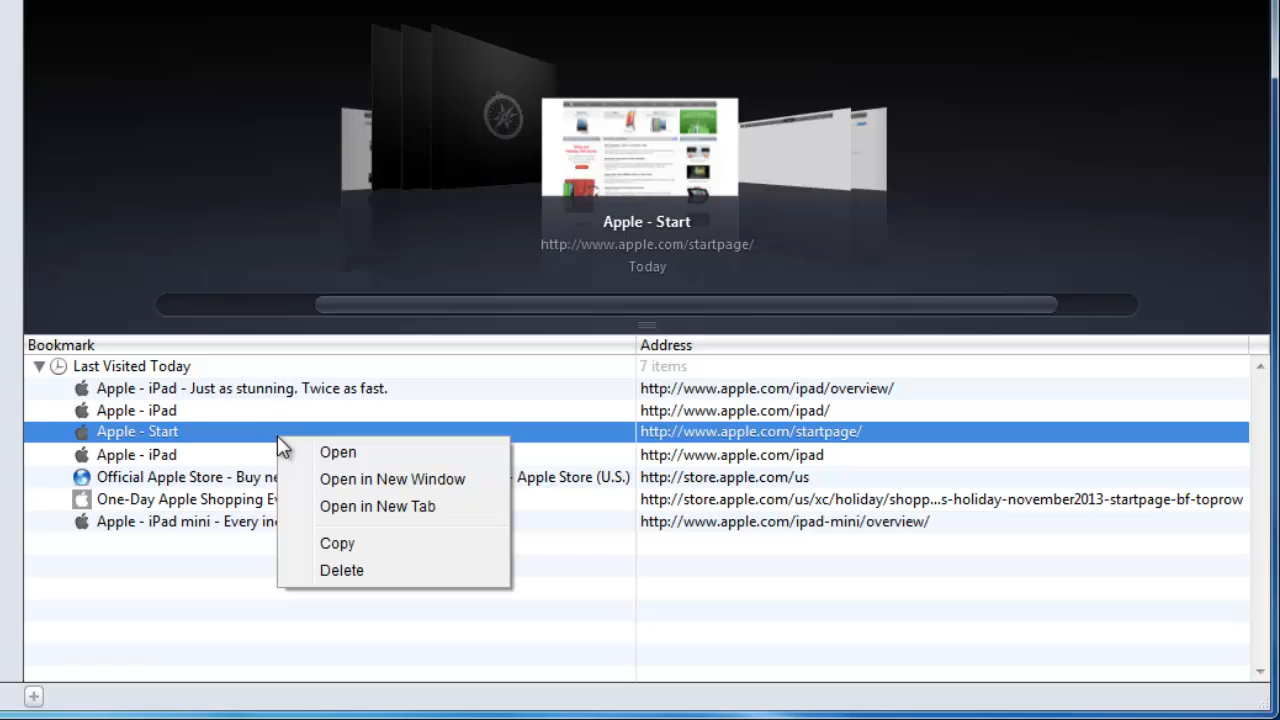 Apple - Start
http://www.apple.com/startpage/
Today
Bookmark Address
Last Visited Today 7 items
Apple - iPad - Just as stunning. Twice as fast. http://www.apple.com/ipad/overview/
Apple - iPad http://www.apple.com/ipad/
Apple - Start http://www.apple.com/startpage/
Open
Apple - iPad http://www.apple.com/ipad
Official Apple Store - Buy ne Open in New Window - Apple Store (U.S.) http://store.apple.com/us
One-Day Apple Shopping Ev Open in New Tab http://store.apple.com/us/xc/holiday/shopp...s-holiday-november2013-startpage-bf-toprow
Apple - iPad mini - Every in http://www.apple.com/ipad-mini/overview/
Copy
Delete